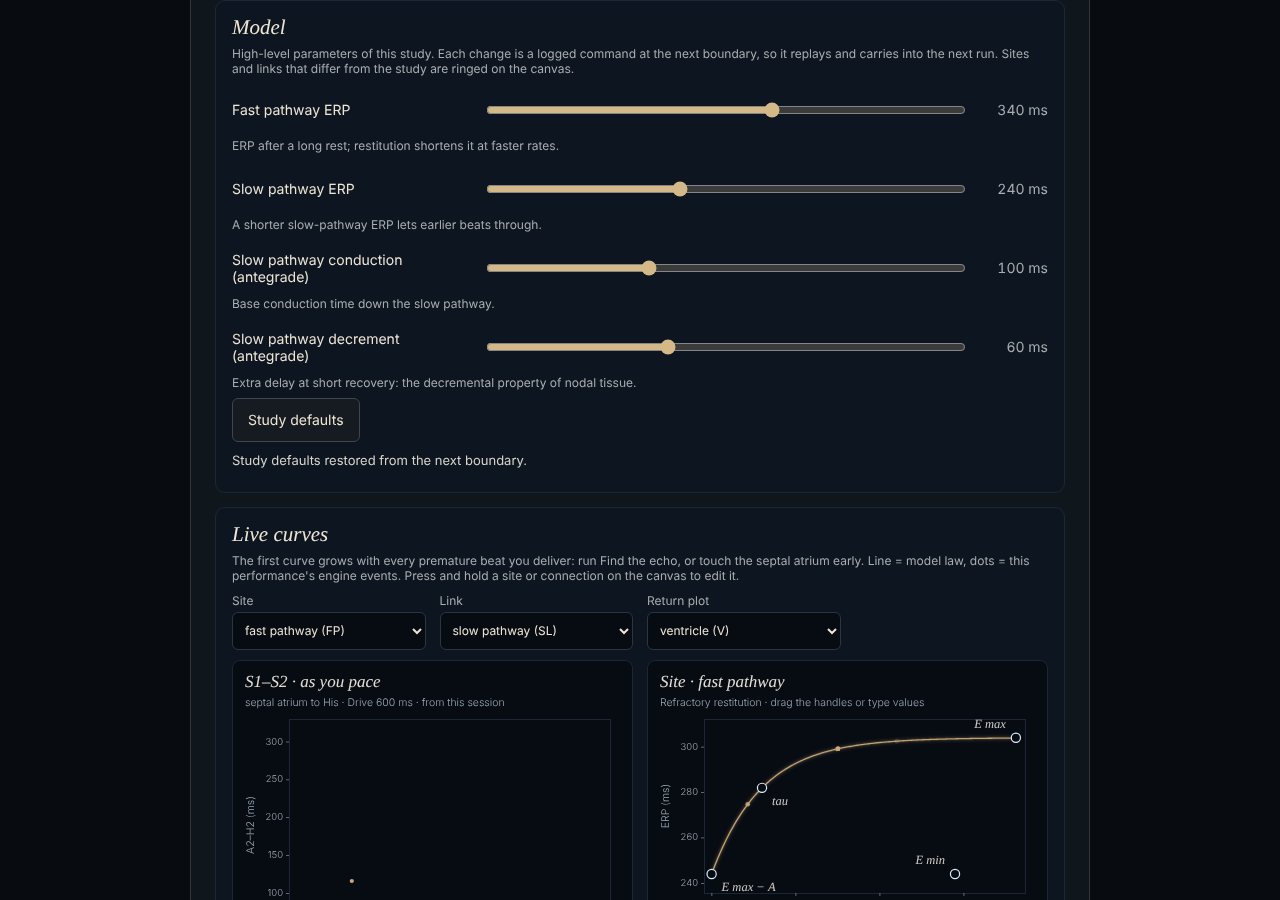 Model
High-level parameters of this study. Each change is a logged command at the next boundary, so it replays and carries into the next run. Sites
and links that differ from the study are ringed on the canvas.
Fast pathway ERP
340 ms
ERP after a long rest; restitution shortens it at faster rates.
Slow pathway ERP
240 ms
A shorter slow-pathway ERP lets earlier beats through.
Slow pathway conduction
(antegrade)
100 ms
Base conduction time down the slow pathway.
Slow pathway decrement
(antegrade)
60 ms
Extra delay at short recovery: the decremental property of nodal tissue.
Study defaults
Study defaults restored from the next boundary.
Live curves
The first curve grows with every premature beat you deliver: run Find the echo, or touch the septal atrium early. Line = model law, dots = this
performance's engine events. Press and hold a site or connection on the canvas to edit it.
Site
Link
Return plot
fast pathway (FP)
slow pathway (SL)
ventricle (V)
S1–S2 · as you pace
septal atrium to His · Drive 600 ms · from this session
300
250
200
150
100
A2–H2 (ms)
Site · fast pathway
Refractory restitution · drag the handles or type values
300
280
260
240
ERP (ms)
E max
tau
E min
E max − A